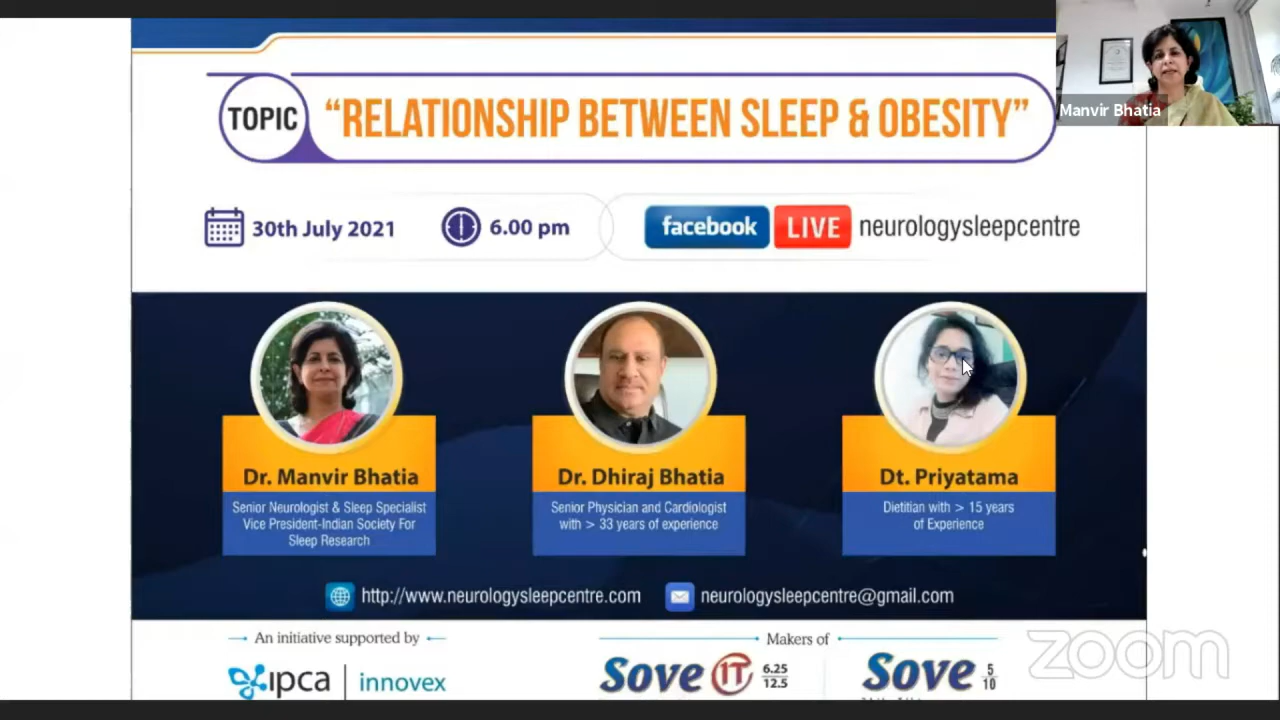 Manvir Bhatia
TOPIC
“RELATIONSHIP BETWEEN SLEEP & OBESITY”
30th July 2021
6.00 pm
facebook LIVE neurologysleepcentre
Dr. Manvir Bhatia
Senior Neurologist & Sleep Specialist
Vice President-Indian Society For
Sleep Research
Dr. Dhiraj Bhatia
Senior Physician and Cardiologist
with > 33 years of experience
Dt. Priyatama
Dietitian with > 15 years
of Experience
http://www.neurologysleepcentre.com
neurologysleepcentre@gmail.com
An initiative supported by
ipca | innovex
Makers of
Sove IT 6.25
12.5
Sove 5
10
zoom